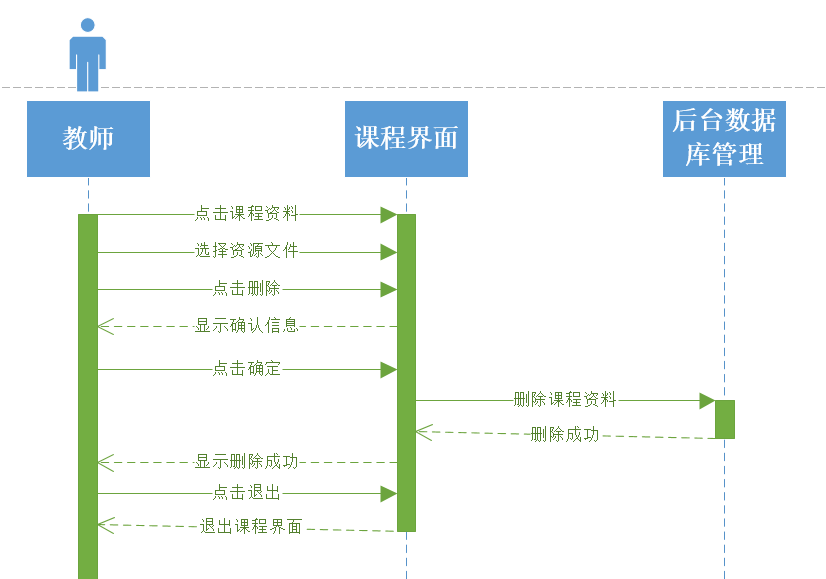 教师
课程界面
后台数据
库管理
点击课程资料
选择资源文件
点击删除
显示确认信息
点击确定
删除课程资料
删除成功
显示删除成功
点击退出
退出课程界面